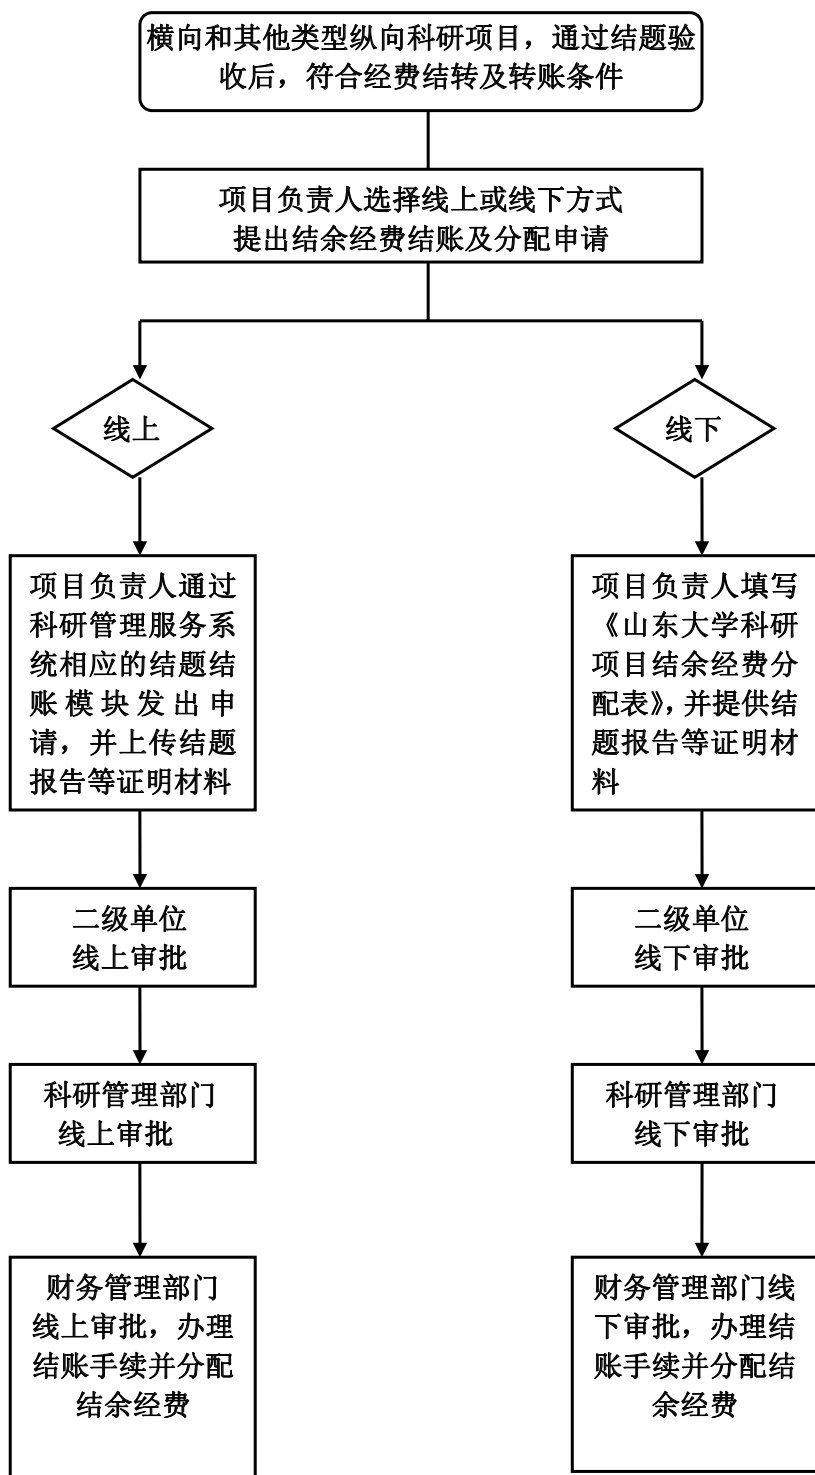 横向和其他类型纵向科研项目，通过结题验
收后，符合经费结转及转账条件
项目负责人选择线上或线下方式
提出结余经费结账及分配申请
线上
线下
项目负责人通过
科研管理服务系
统相应的结题结
账模块发出申
请，并上传结题
报告等证明材料
项目负责人填写
《山东大学科研
项目结余经费分
配表》，并提供结
题报告等证明材
料
二级单位
线上审批
二级单位
线下审批
科研管理部门
线上审批
科研管理部门
线下审批
财务管理部门
线上审批，办理
结账手续并分配
结余经费
财务管理部门线
下审批，办理结
账手续并分配结
余经费